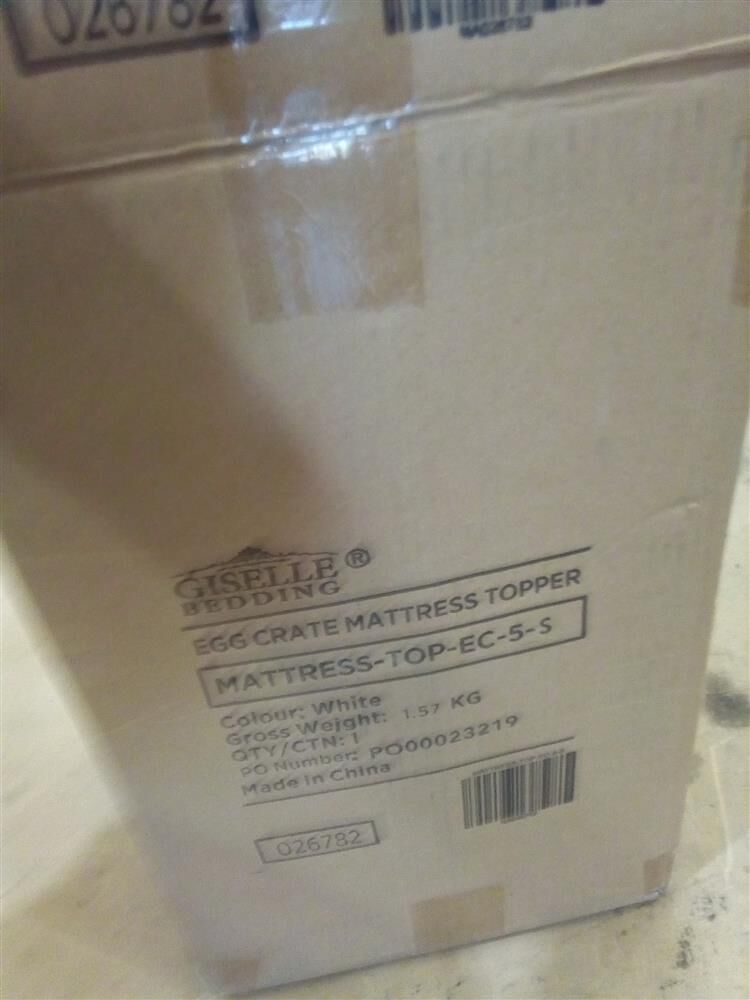 026782
GISELLE ®
BEDDING
EGG CRATE MATTRESS TOPPER
MATTRESS-TOP-EC-5-S
Colour: White
Gross Weight: 1.57 KG
QTY/CTN: 1
PO Number: PO00023219
Made in China
026782